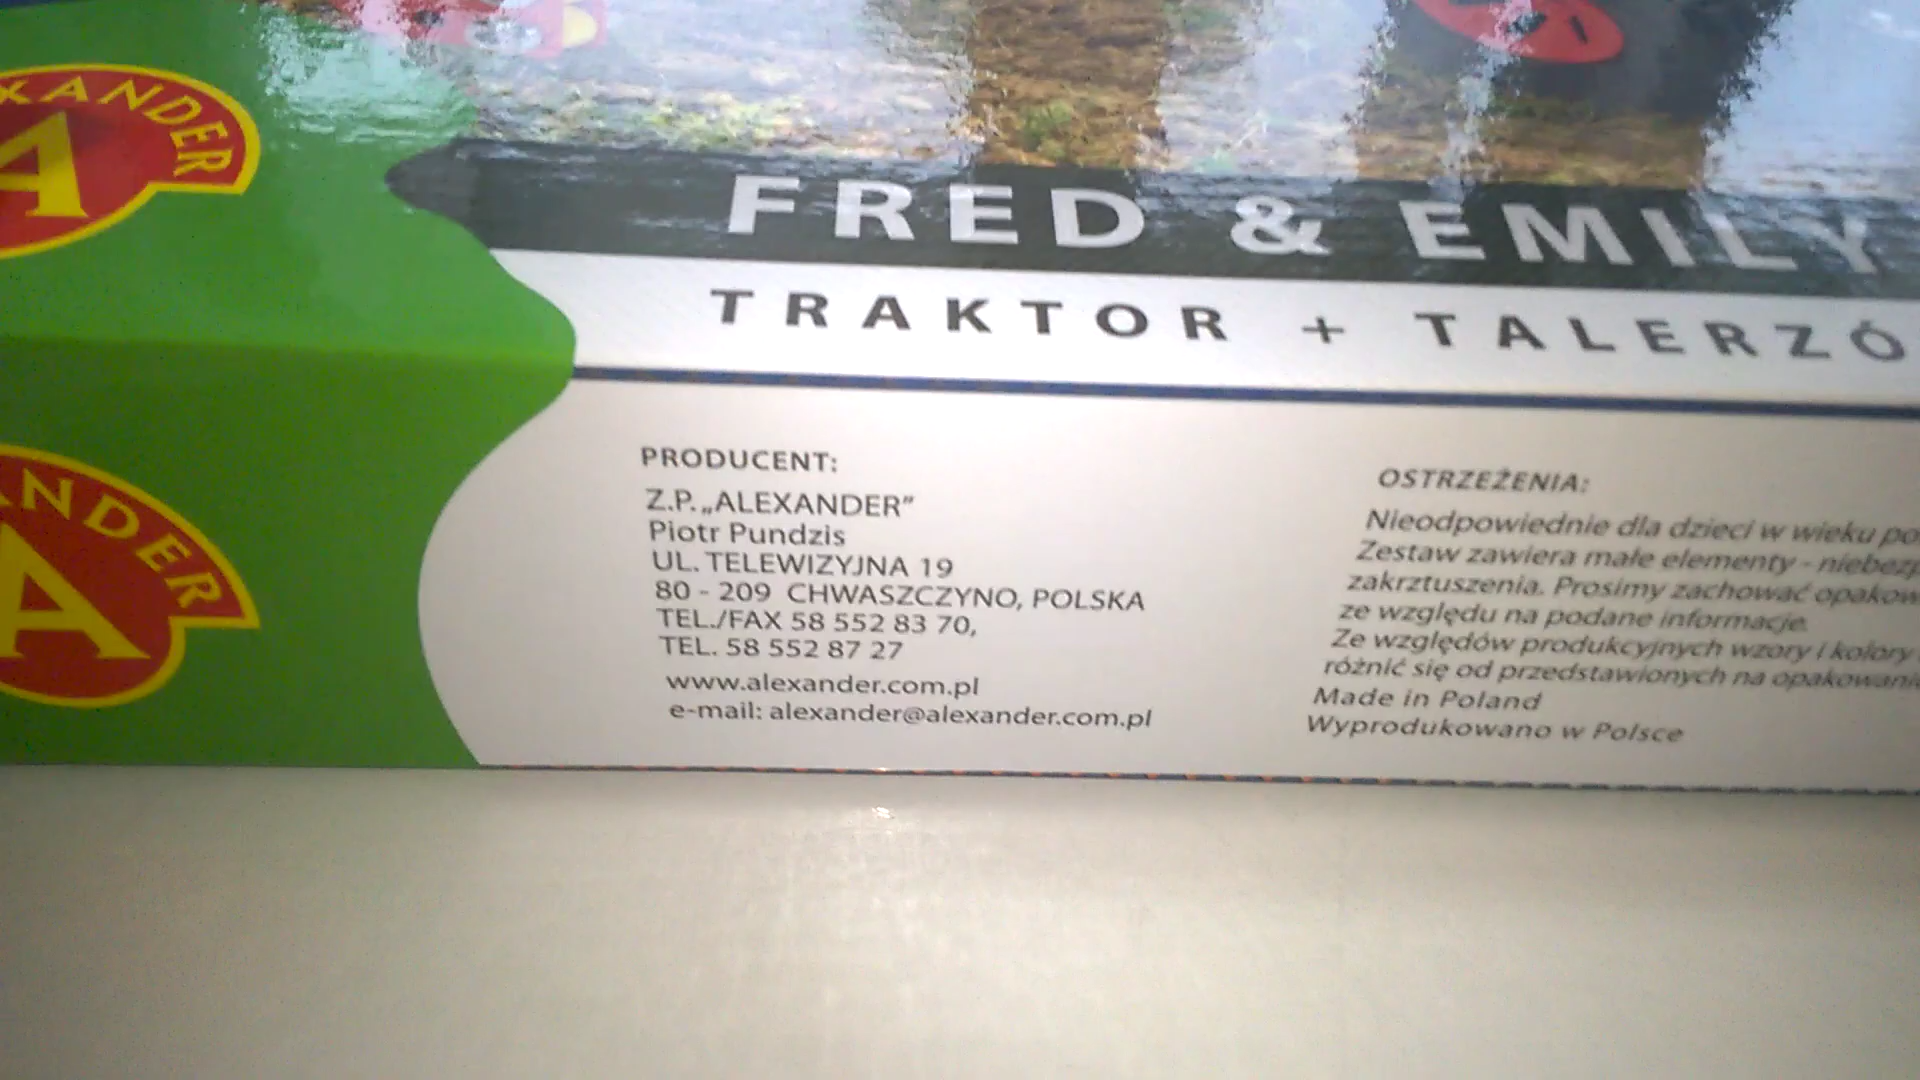 XANDER
A
FRED & EMILY
TRAKTOR + TALERZÓ
ANDER
A
PRODUCENT:
Z.P. „ALEXANDER”
Piotr Pundzis
UL. TELEWIZYJNA 19
80 - 209 CHWASZCZYNO, POLSKA
TEL./FAX 58 552 83 70,
TEL. 58 552 87 27
www.alexander.com.pl
e-mail: alexander@alexander.com.pl
OSTRZEŻENIA:
Nieodpowiednie dla dzieci w wieku po
Zestaw zawiera małe elementy - niebezp
zakrztuszenia. Prosimy zachować opakow
ze względu na podane informacje.
Ze względów produkcyjnych wzory i kolory
różnić się od przedstawionych na opakowani
Made in Poland
Wyprodukowano w Polsce